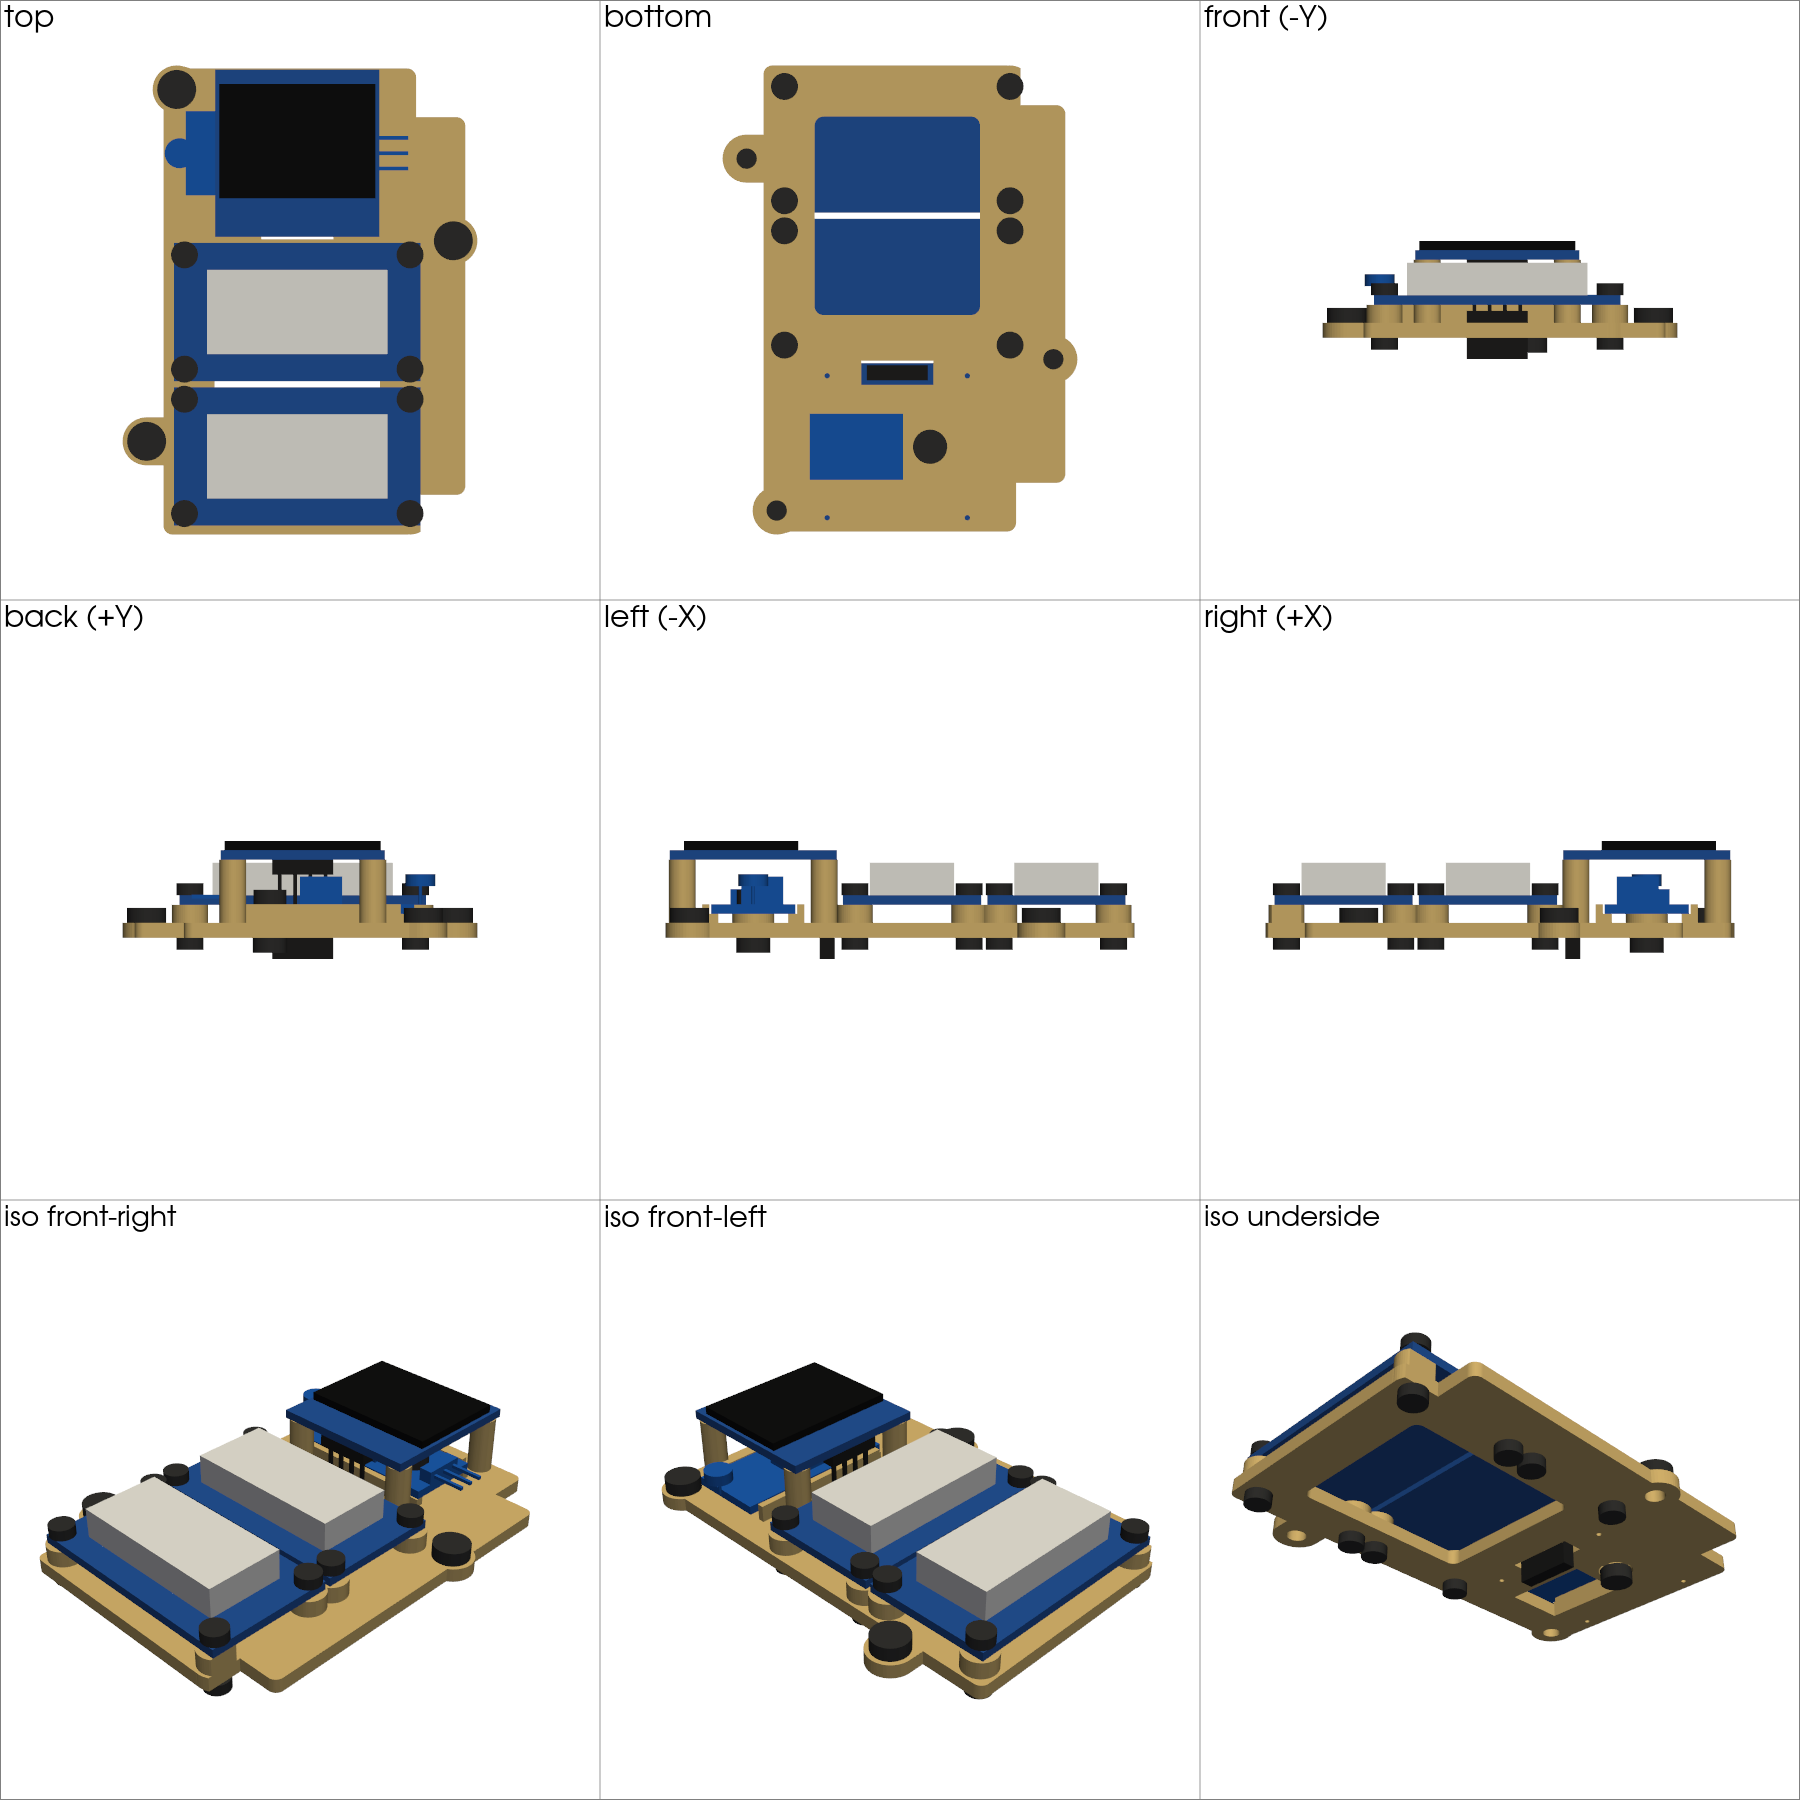 top
bottom
front (-Y)
back (+Y)
left (-X)
right (+X)
iso front-right
iso front-left
iso underside